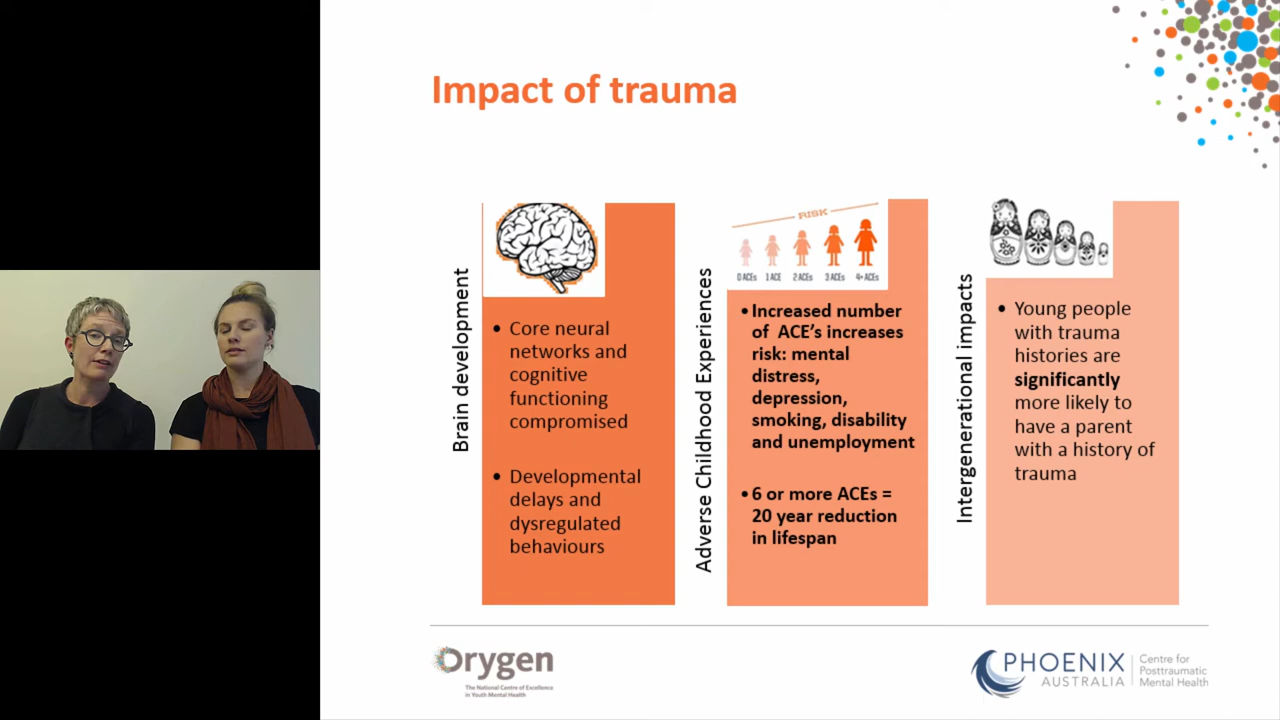 Impact of trauma
Brain development
• Core neural
networks and
cognitive
functioning
compromised
• Developmental
delays and
dysregulated
behaviours
Adverse Childhood Experiences
RISK
0 ACEs 1 ACE 2 ACEs 3 ACEs 4+ ACEs
• Increased number
of ACE's increases
risk: mental
distress,
depression,
smoking, disability
and unemployment
• 6 or more ACEs =
20 year reduction
in lifespan
Intergenerational impacts
• Young people
with trauma
histories are
significantly
more likely to
have a parent
with a history of
trauma
Orygen
The National Centre of Excellence
in Youth Mental Health
PHOENIX
AUSTRALIA
Centre for
Posttraumatic
Mental Health